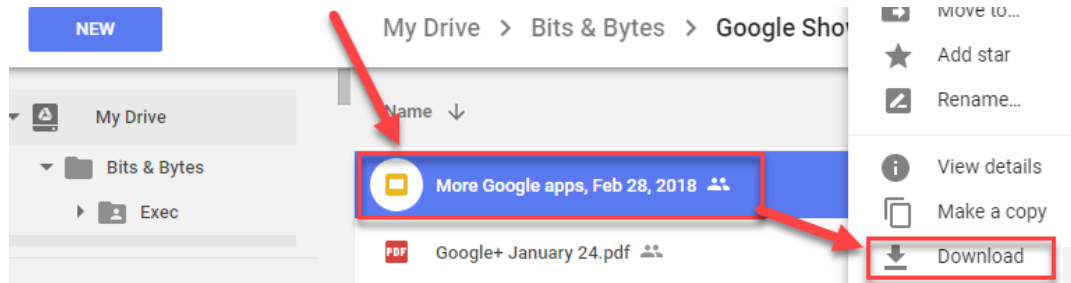 NEW
My Drive > Bits & Bytes > Google Sho
Move to...
Add star
Rename...
My Drive
Name
Bits & Bytes
View details
More Google apps, Feb 28, 2018
Exec
Make a copy
PDF
Google+ January 24.pdf
Download